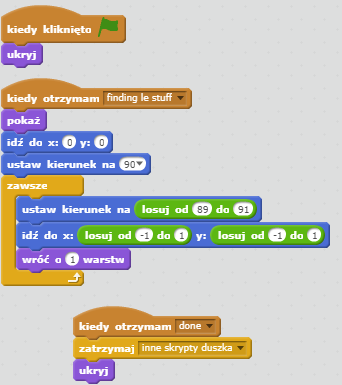 kiedy kliknięto
ukryj
kiedy otrzymam finding le stuff
pokaż
idź do x: 0 y: 0
ustaw kierunek na 90
zawsze
ustaw kierunek na losuj od 89 do 91
idź do x: losuj od -1 do 1 y: losuj od -1 do 1
wróć o 1 warstw
kiedy otrzymam done
zatrzymaj inne skrypty duszka
ukryj